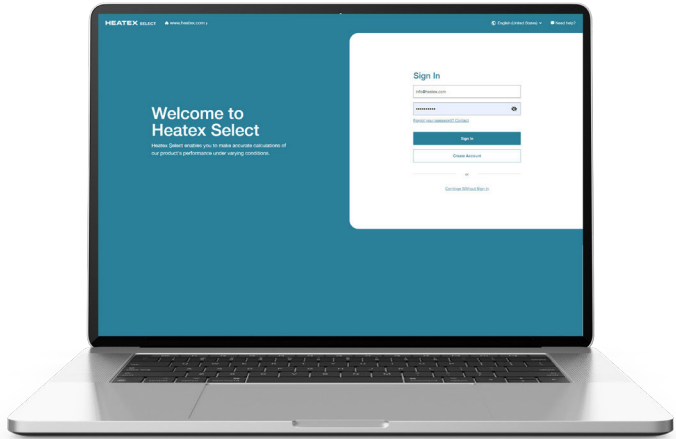 HEATEX SELECT www.heatex.com
English (United States) Need help?
Sign In
info@heatex.com
••••••••••
Forgot your password? Contact
Sign in
Create Account
or
Continue Without Sign In
Welcome to
Heatex Select
Heatex Select enables you to make accurate calculations of
our product's performance under varying conditions.